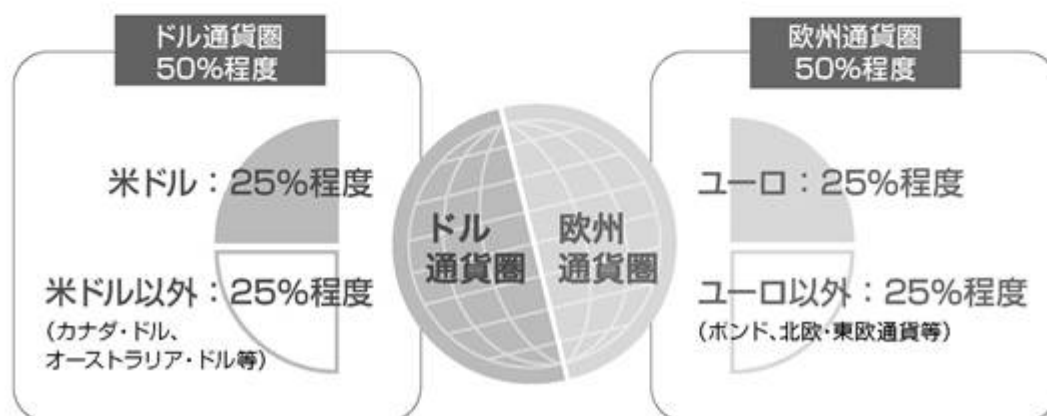 ドル通貨圏
50%程度
米ドル：25%程度
米ドル以外：25%程度
(カナダ・ドル、
オーストラリア・ドル等)
ドル
通貨圏
欧州
通貨圏
欧州通貨圏
50%程度
ユーロ：25%程度
ユーロ以外：25%程度
(ポンド、北欧・東欧通貨等)